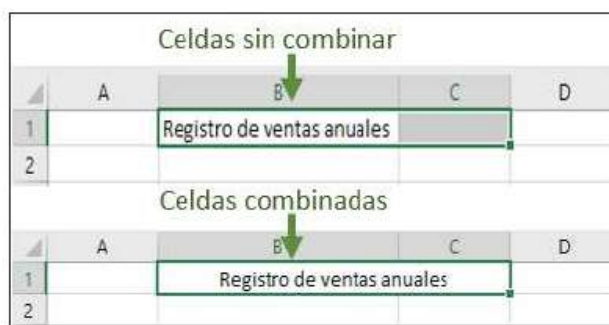 Celdas sin combinar
A B C D
1 Registro de ventas anuales
2
Celdas combinadas
A B C D
1 Registro de ventas anuales
2